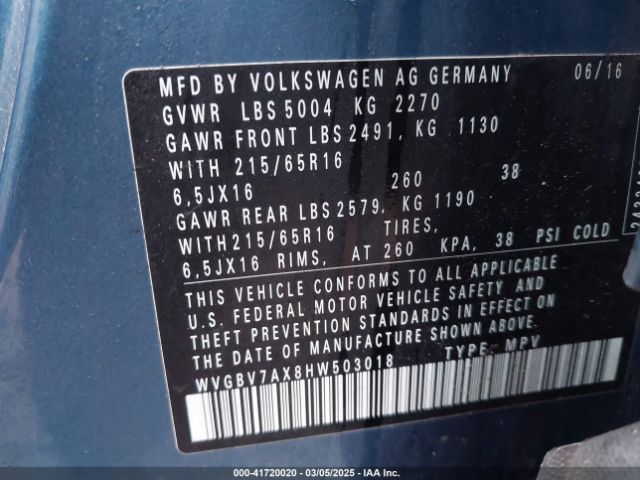 MFD BY VOLKSWAGEN AG GERMANY 06/16
GVWR LBS 5004 KG 2270
GAWR FRONT LBS 2491, KG 1130
WITH 215/65R16
6,5JX16 260 38
GAWR REAR LBS 2579, KG 1190
WITH 215/65R16 TIRES,
6,5JX16 RIMS, AT 260 KPA, 38 PSI COLD
THIS VEHICLE CONFORMS TO ALL APPLICABLE
U.S. FEDERAL MOTOR VEHICLE SAFETY AND
THEFT PREVENTION STANDARDS IN EFFECT ON
THE DATE OF MANUFACTURE SHOWN ABOVE.
WVGBV7AX8HW503018 TYPE: MPV
000-41720020 - 03/05/2025 - IAA Inc.